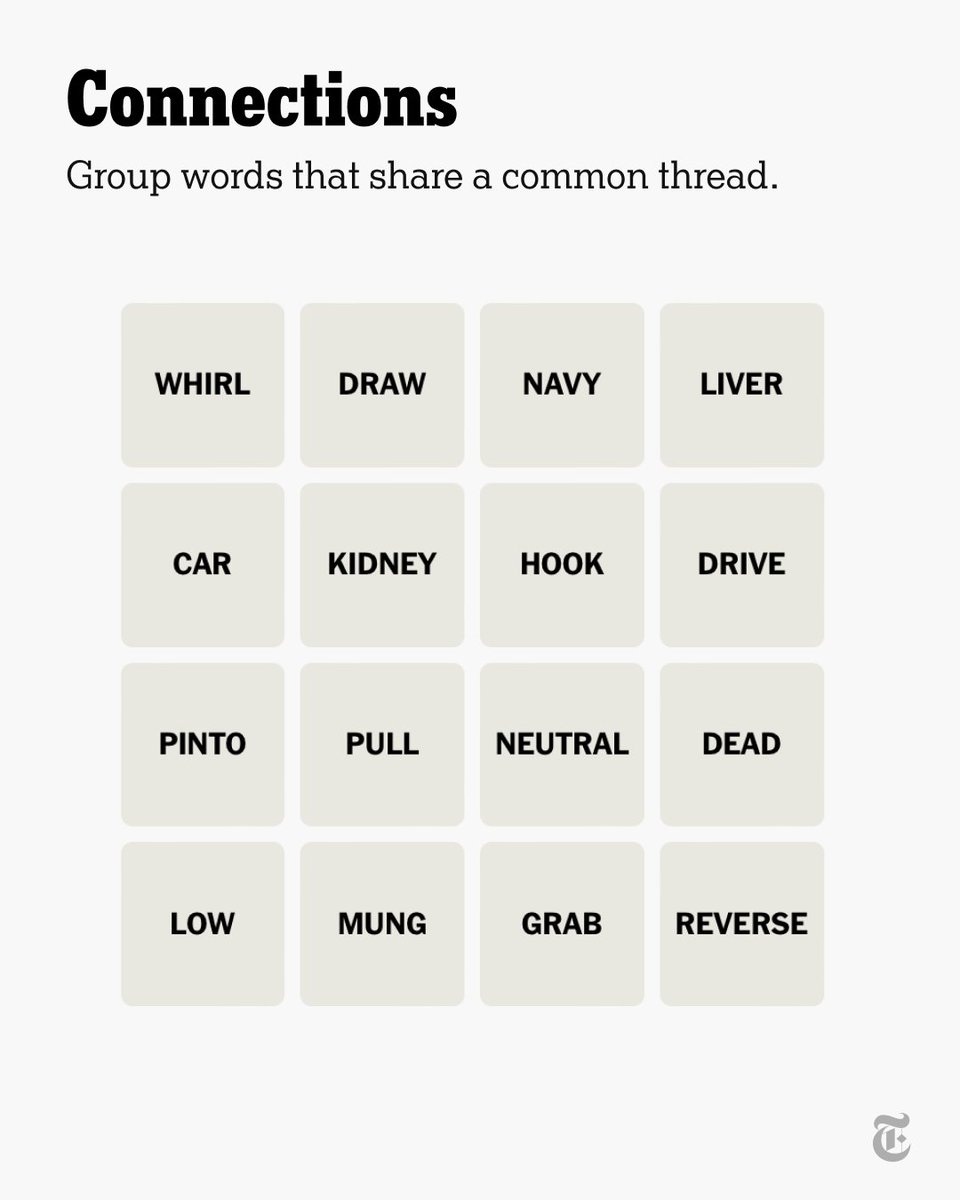 Connections
Group words that share a common thread.
WHIRL DRAW NAVY LIVER
CAR KIDNEY HOOK DRIVE
PINTO PULL NEUTRAL DEAD
LOW MUNG GRAB REVERSE
T